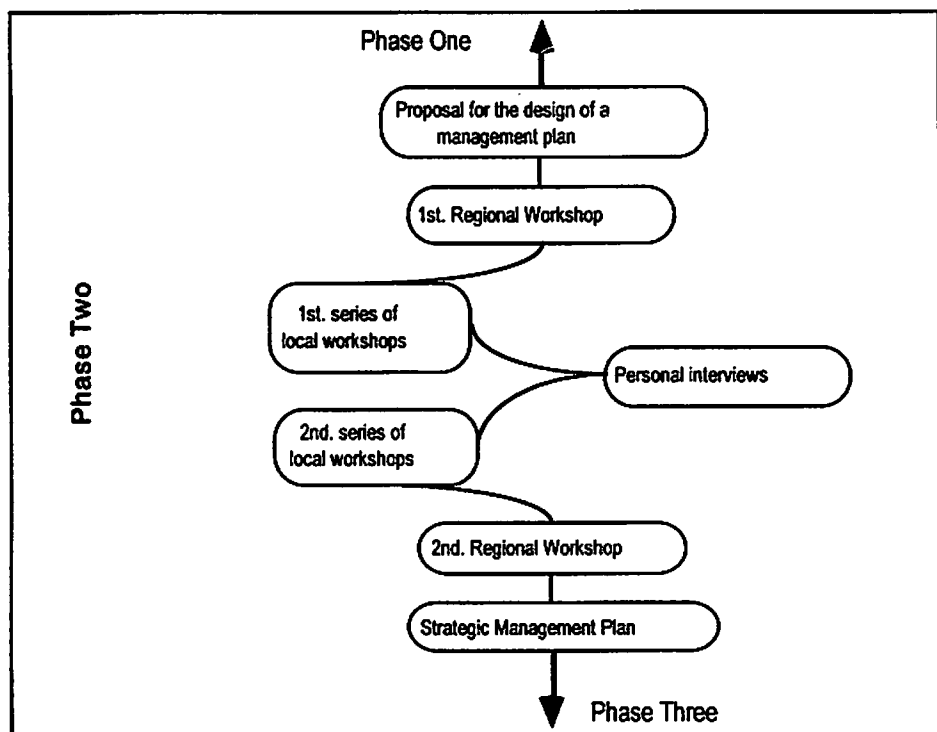 Phase One
Proposal for the design of a
management plan
1st. Regional Workshop
Phase Two
1st. series of
local workshops
Personal interviews
2nd. series of
local workshops
2nd. Regional Workshop
Strategic Management Plan
Phase Three